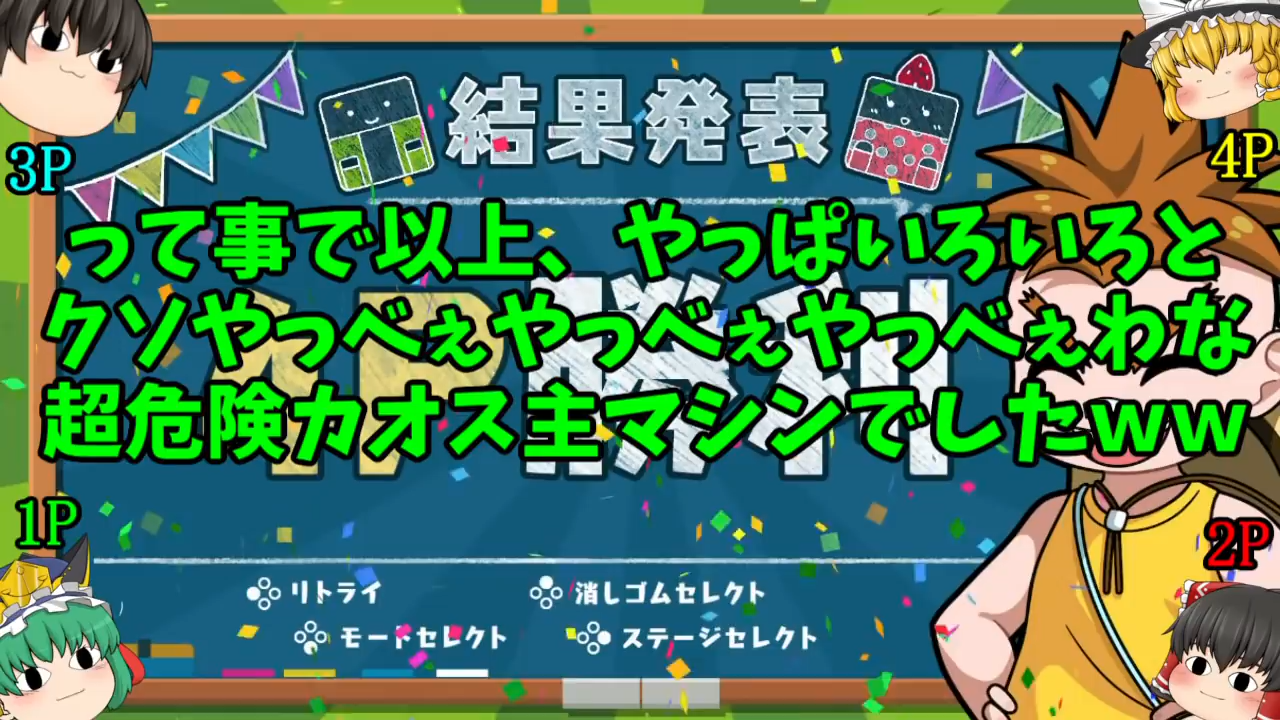 結果発表
3P
4P
って事で以上、やっぱいろいろと
クソやっべぇやっべぇやっべぇわな
超危険カオス主マシンでしたww
1P 勝利
1P
2P
リトライ
消しゴムセレクト
モードセレクト
ステージセレクト